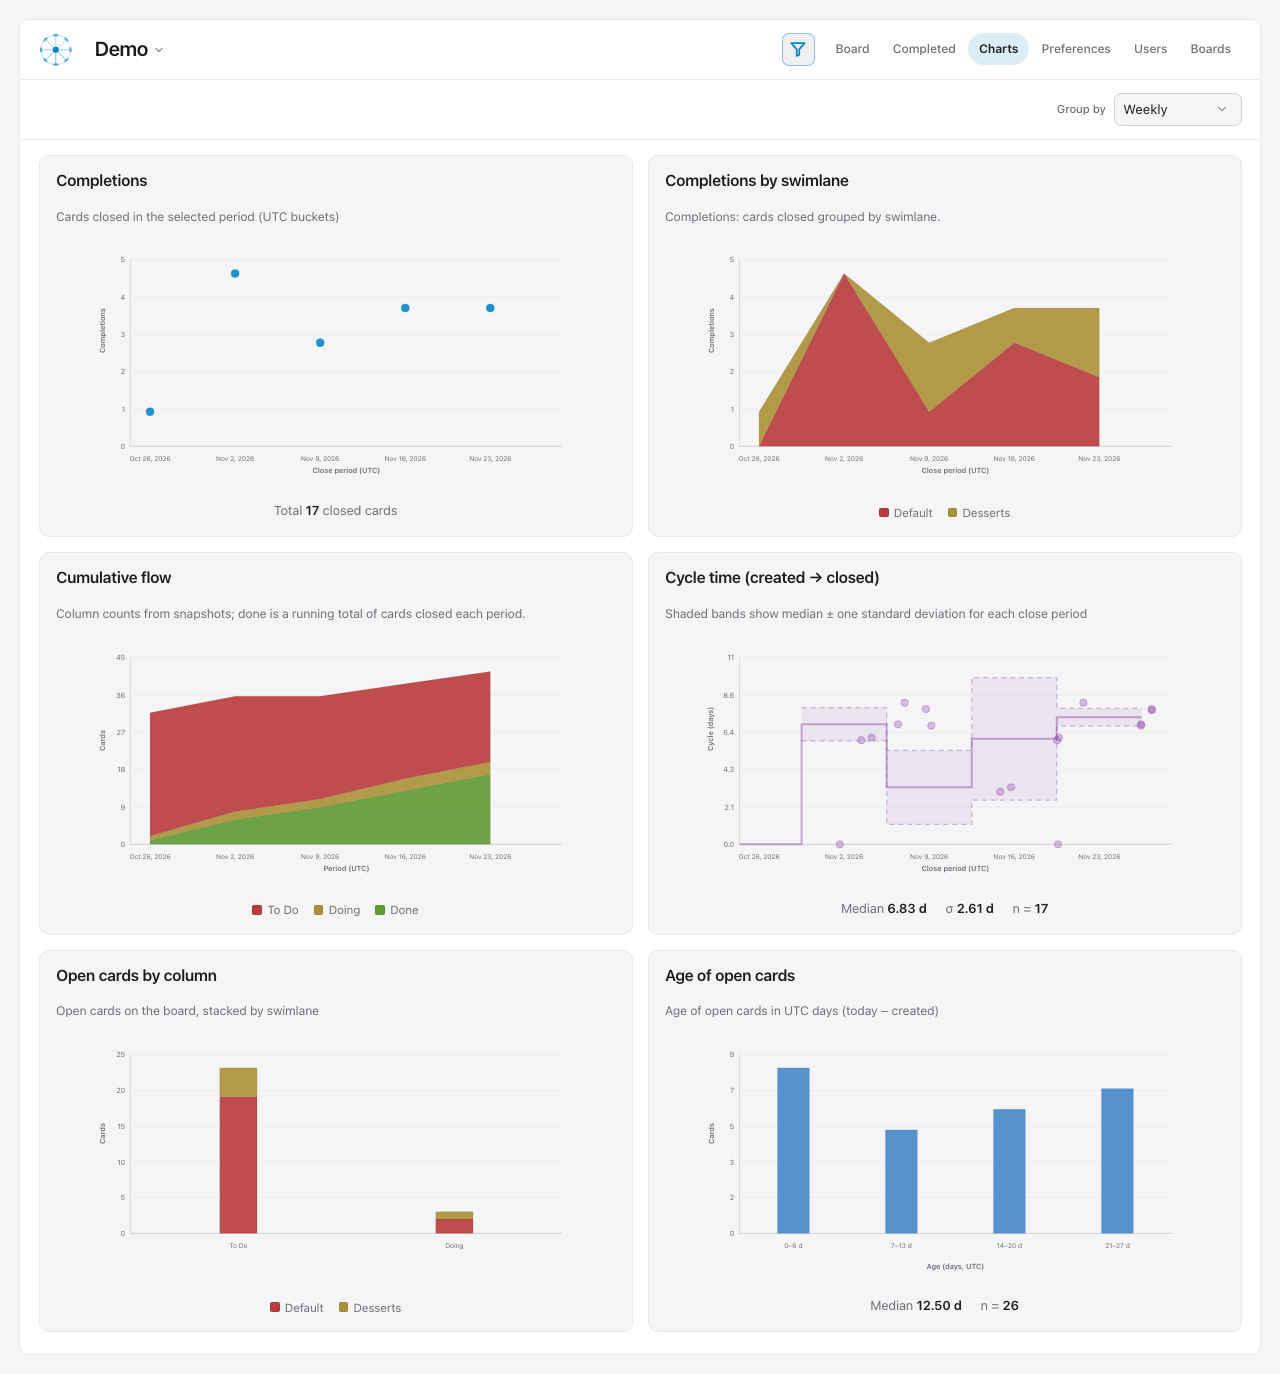 Demo
Board Completed Charts Preferences Users Boards
Group by Weekly
Completions
Cards closed in the selected period (UTC buckets)
5
4
3
2
1
0
Completions
Oct 26, 2026 Nov 2, 2026 Nov 9, 2026 Nov 16, 2026 Nov 23, 2026
Close period (UTC)
Total 17 closed cards
Completions by swimlane
Completions: cards closed grouped by swimlane.
5
4
3
2
1
0
Completions
Oct 26, 2026 Nov 2, 2026 Nov 9, 2026 Nov 16, 2026 Nov 23, 2026
Close period (UTC)
Default Desserts
Cumulative flow
Column counts from snapshots; done is a running total of cards closed each period.
45
36
27
18
9
0
Cards
Oct 26, 2026 Nov 2, 2026 Nov 9, 2026 Nov 16, 2026 Nov 23, 2026
Period (UTC)
To Do Doing Done
Cycle time (created → closed)
Shaded bands show median ± one standard deviation for each close period
11
8.6
6.4
4.3
2.1
0.0
Cycle (days)
Oct 26, 2026 Nov 2, 2026 Nov 9, 2026 Nov 16, 2026 Nov 23, 2026
Close period (UTC)
Median 6.83 d σ 2.61 d n = 17
Open cards by column
Open cards on the board, stacked by swimlane
25
20
15
10
5
0
Cards
To Do Doing
Default Desserts
Age of open cards
Age of open cards in UTC days (today – created)
9
7
5
3
2
0
Cards
0–6 d 7–13 d 14–20 d 21–27 d
Age (days, UTC)
Median 12.50 d n = 26